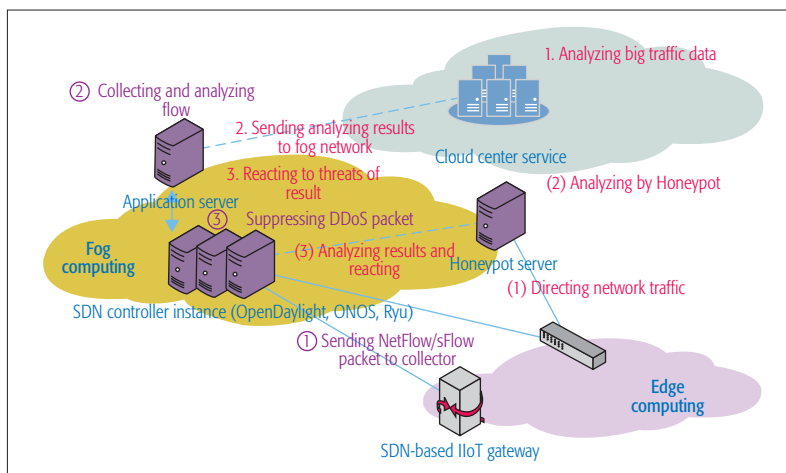 1. Analyzing big traffic data
② Collecting and analyzing
flow
2. Sending analyzing results
to fog network
Cloud center service
3. Reacting to threats of
result
(2) Analyzing by Honeypot
Application server
③ Suppressing DDoS packet
Fog
computing
(3) Analyzing results and
reacting
Honeypot server
(1) Directing network traffic
SDN controller instance (OpenDaylight, ONOS, Ryu)
① Sending NetFlow/sFlow
packet to collector
Edge
computing
SDN-based IIoT gateway